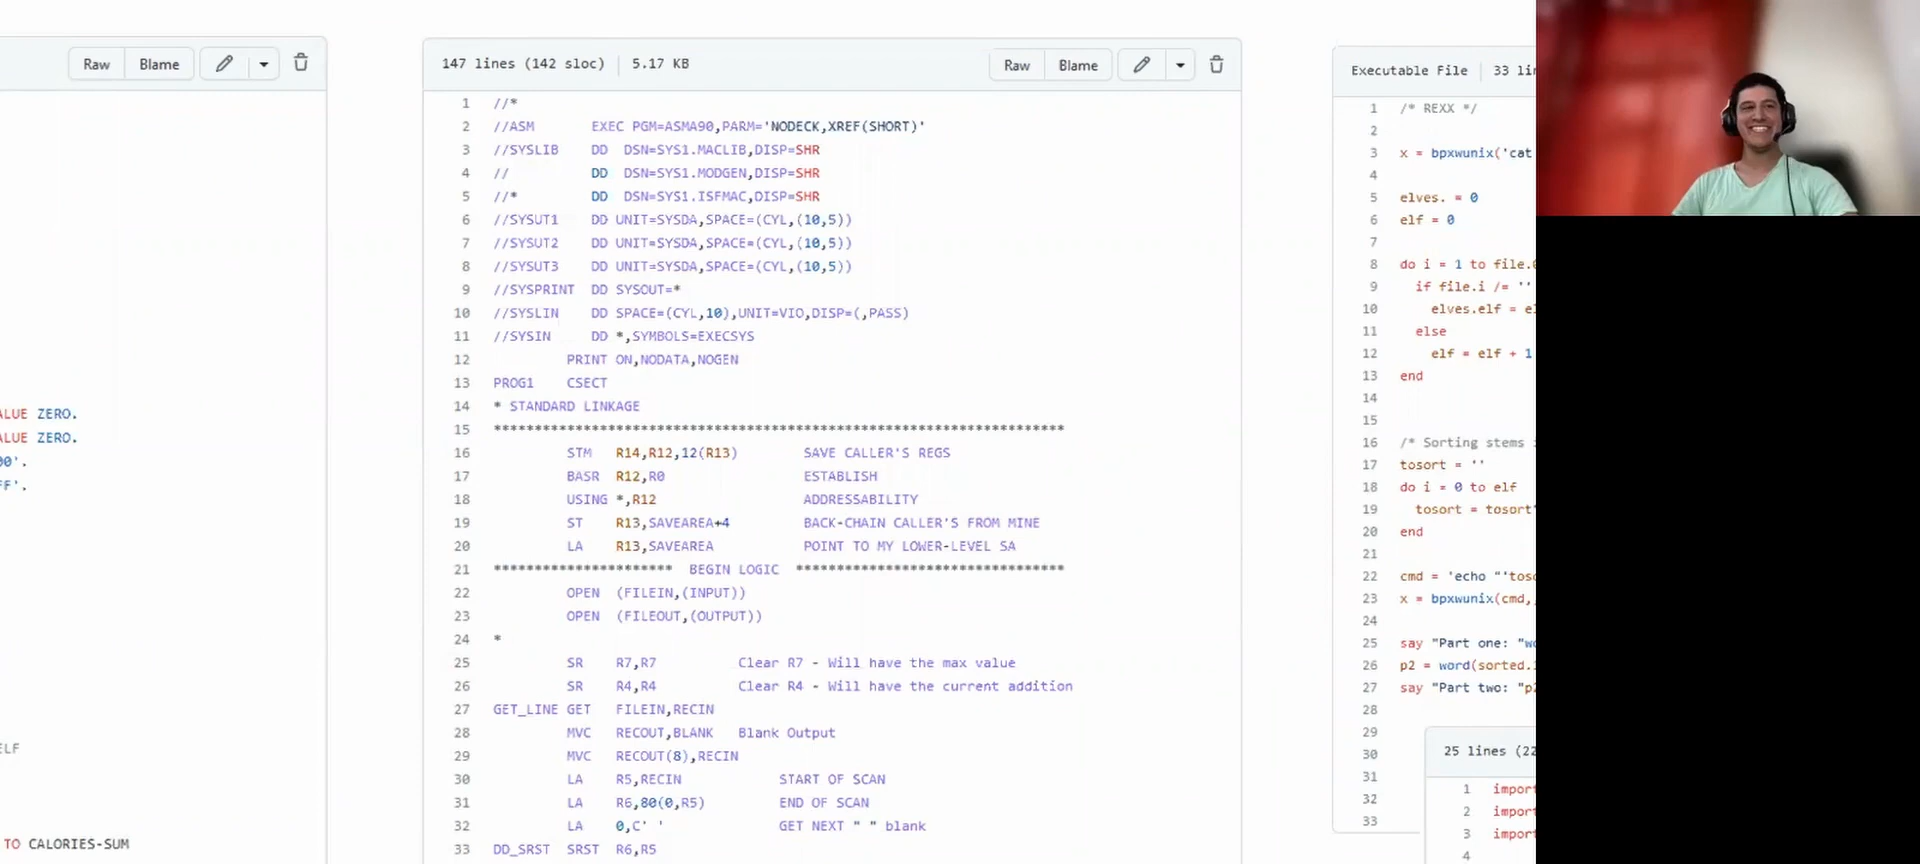 Raw Blame
ALUE ZERO.
ALUE ZERO.
00'.
FF'.
ELF
TO CALORIES-SUM
147 lines (142 sloc) 5.17 KB Raw Blame
1 //*
2 //ASM EXEC PGM=ASMA90,PARM='NODECK,XREF(SHORT)'
3 //SYSLIB DD DSN=SYS1.MACLIB,DISP=SHR
4 // DD DSN=SYS1.MODGEN,DISP=SHR
5 //* DD DSN=SYS1.ISFMAC,DISP=SHR
6 //SYSUT1 DD UNIT=SYSDA,SPACE=(CYL,(10,5))
7 //SYSUT2 DD UNIT=SYSDA,SPACE=(CYL,(10,5))
8 //SYSUT3 DD UNIT=SYSDA,SPACE=(CYL,(10,5))
9 //SYSPRINT DD SYSOUT=*
10 //SYSLIN DD SPACE=(CYL,10),UNIT=VIO,DISP=(,PASS)
11 //SYSIN DD *,SYMBOLS=EXECSYS
12 PRINT ON,NODATA,NOGEN
13 PROG1 CSECT
14 * STANDARD LINKAGE
15 **********************************************************************
16 STM R14,R12,12(R13) SAVE CALLER'S REGS
17 BASR R12,R0 ESTABLISH
18 USING *,R12 ADDRESSABILITY
19 ST R13,SAVEAREA+4 BACK-CHAIN CALLER'S FROM MINE
20 LA R13,SAVEAREA POINT TO MY LOWER-LEVEL SA
21 ********************** BEGIN LOGIC *********************************
22 OPEN (FILEIN,(INPUT))
23 OPEN (FILEOUT,(OUTPUT))
24 *
25 SR R7,R7 Clear R7 - Will have the max value
26 SR R4,R4 Clear R4 - Will have the current addition
27 GET_LINE GET FILEIN,RECIN
28 MVC RECOUT,BLANK Blank Output
29 MVC RECOUT(8),RECIN
30 LA R5,RECIN START OF SCAN
31 LA R6,80(0,R5) END OF SCAN
32 LA 0,C' ' GET NEXT " " blank
33 DD_SRST SRST R6,R5
Executable File 33 lin
1 /* REXX */
2
3 x = bpxwunix('cat
4
5 elves. = 0
6 elf = 0
7
8 do i = 1 to file.0
9 if file.i /= ''
10 elves.elf = el
11 else
12 elf = elf + 1
13 end
14
15
16 /* Sorting stems
17 tosort = ''
18 do i = 0 to elf
19 tosort = tosort'
20 end
21
22 cmd = 'echo "'toso
23 x = bpxwunix(cmd,
24
25 say "Part one: "wo
26 p2 = word(sorted.
27 say "Part two: "p2
28
29
30
31
32
33
25 lines (22
1 import
2 import
3 import
4